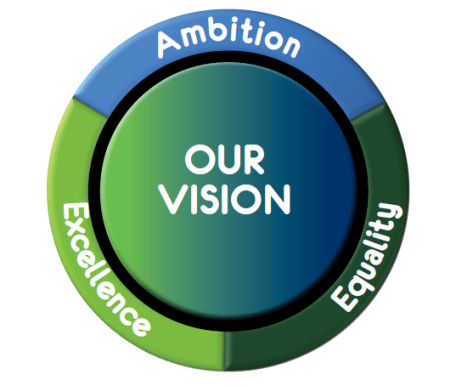 Ambition
OUR
VISION
Excellence
Equality